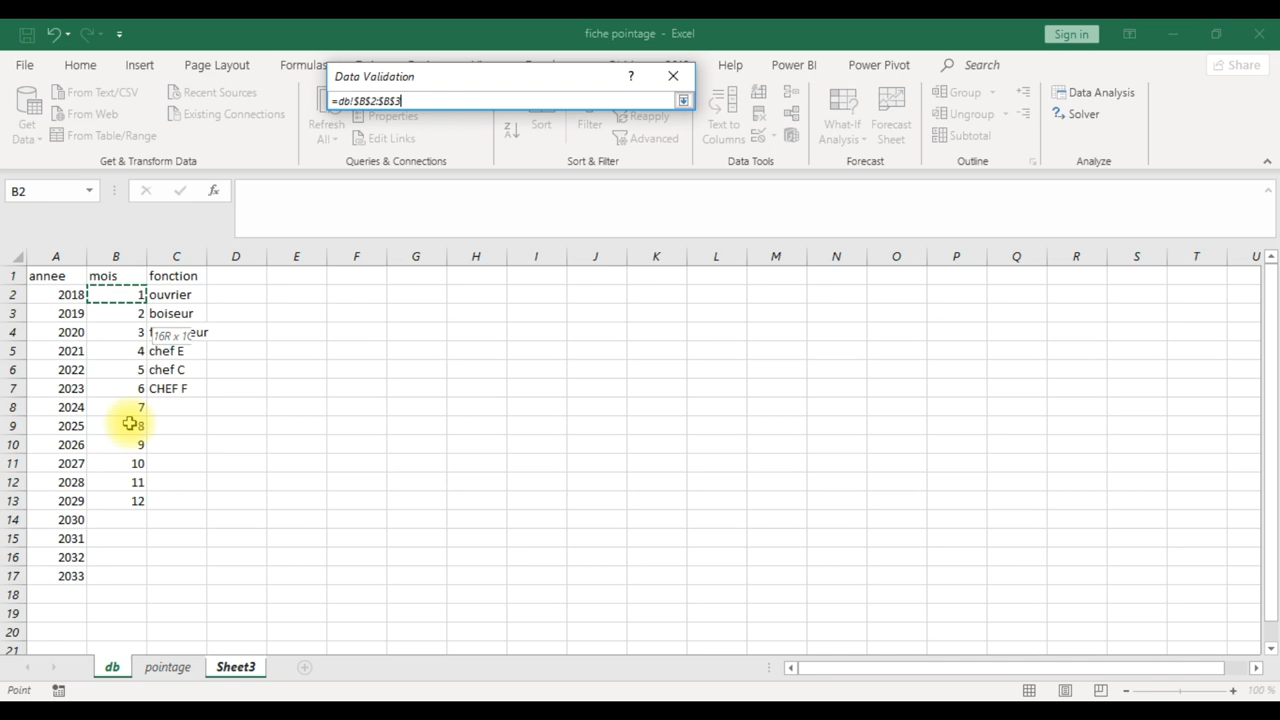 fiche pointage - Excel
Sign in
File Home Insert Page Layout Formulas Help Power BI Power Pivot Search Share
Data Validation ?
=db!$B$2:$B$3
Get Data
From Text/CSV
From Web
From Table/Range
Recent Sources
Existing Connections
Get & Transform Data
Refresh All
Properties
Edit Links
Queries & Connections
Sort
Filter
Reapply
Advanced
Sort & Filter
Text to Columns
Data Tools
What-If Analysis
Forecast Sheet
Forecast
Group
Ungroup
Subtotal
Outline
Data Analysis
Solver
Analyze
B2 fx
A B C D E F G H I J K L M N O P Q R S T U
1 annee mois fonction
2 2018 1 ouvrier
3 2019 2 boiseur
4 2020 3 eur
16R x 1C
5 2021 4 chef E
6 2022 5 chef C
7 2023 6 CHEF F
8 2024 7
9 2025 8
10 2026 9
11 2027 10
12 2028 11
13 2029 12
14 2030
15 2031
16 2032
17 2033
18
19
20
21
db pointage Sheet3
Point
100 %